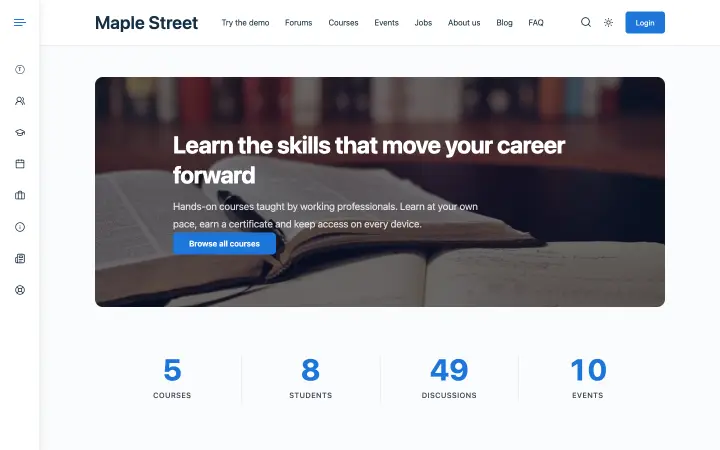 Maple Street
Try the demo
Forums
Courses
Events
Jobs
About us
Blog
FAQ
Login
Learn the skills that move your career
forward
Hands-on courses taught by working professionals. Learn at your own
pace, earn a certificate and keep access on every device.
Browse all courses
5
COURSES
8
STUDENTS
49
DISCUSSIONS
10
EVENTS